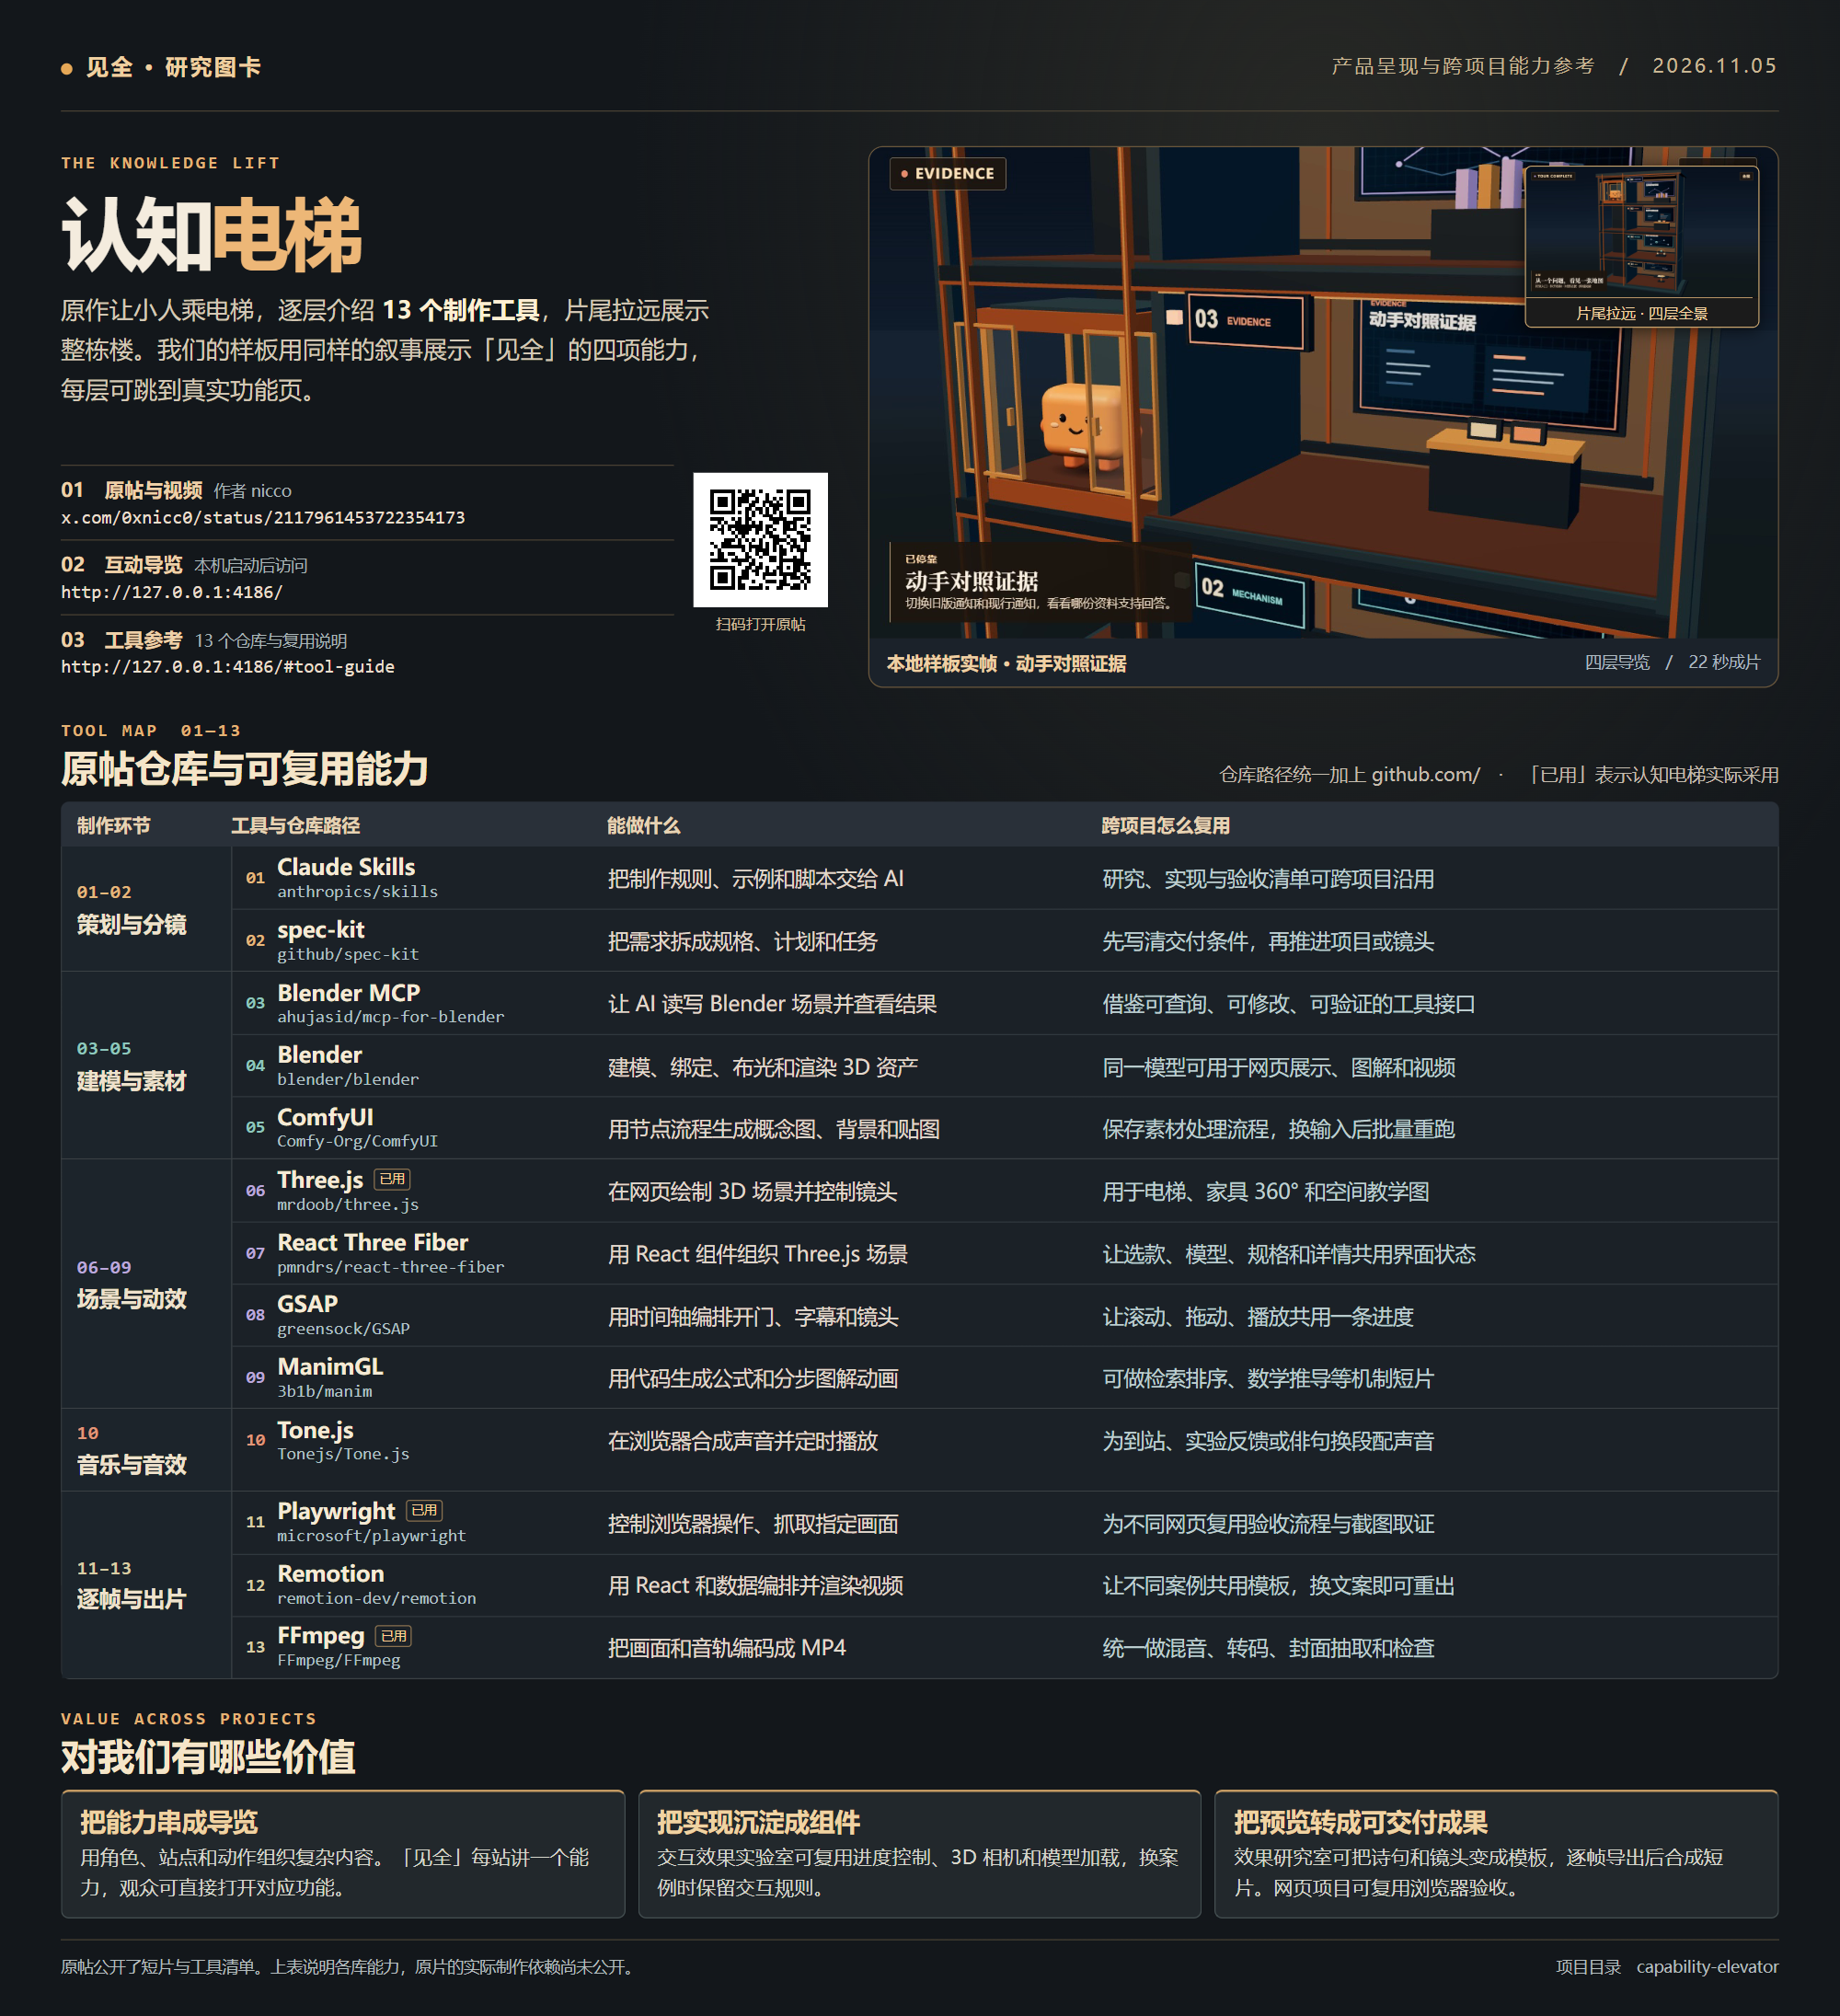 见全 · 研究图卡
产品呈现与跨项目能力参考 / 2026.11.05
THE KNOWLEDGE LIFT
认知电梯
原作让小人乘电梯，逐层介绍 13 个制作工具，片尾拉远展示
整栋楼。我们的样板用同样的叙事展示「见全」的四项能力，
每层可跳到真实功能页。
01 原帖与视频 作者 nicco
x.com/0xnicc0/status/2117961453722354173
02 互动导览 本机启动后访问
http://127.0.0.1:4186/
03 工具参考 13 个仓库与复用说明
http://127.0.0.1:4186/#tool-guide
扫码打开原帖
EVIDENCE
TOUR COMPLETE
从一个问题，看见一张地图
片尾拉远 · 四层全景
03 EVIDENCE
EVIDENCE
动手对照证据
已停靠
动手对照证据
切换旧版通知和现行通知，看看哪份资料支持回答。
02 MECHANISM
本地样板实帧 · 动手对照证据
四层导览 / 22 秒成片
TOOL MAP 01—13
原帖仓库与可复用能力
仓库路径统一加上 github.com/ · 「已用」表示认知电梯实际采用
制作环节 工具与仓库路径 能做什么 跨项目怎么复用
01–02
策划与分镜
01 Claude Skills
anthropics/skills
把制作规则、示例和脚本交给 AI
研究、实现与验收清单可跨项目沿用
02 spec-kit
github/spec-kit
把需求拆成规格、计划和任务
先写清交付条件，再推进项目或镜头
03–05
建模与素材
03 Blender MCP
ahujasid/mcp-for-blender
让 AI 读写 Blender 场景并查看结果
借鉴可查询、可修改、可验证的工具接口
04 Blender
blender/blender
建模、绑定、布光和渲染 3D 资产
同一模型可用于网页展示、图解和视频
05 ComfyUI
Comfy-Org/ComfyUI
用节点流程生成概念图、背景和贴图
保存素材处理流程，换输入后批量重跑
06–09
场景与动效
06 Three.js 已用
mrdoob/three.js
在网页绘制 3D 场景并控制镜头
用于电梯、家具 360° 和空间教学图
07 React Three Fiber
pmndrs/react-three-fiber
用 React 组件组织 Three.js 场景
让选款、模型、规格和详情共用界面状态
08 GSAP
greensock/GSAP
用时间轴编排开门、字幕和镜头
让滚动、拖动、播放共用一条进度
09 ManimGL
3b1b/manim
用代码生成公式和分步图解动画
可做检索排序、数学推导等机制短片
10
音乐与音效
10 Tone.js
Tonejs/Tone.js
在浏览器合成声音并定时播放
为到站、实验反馈或俳句换段配声音
11–13
逐帧与出片
11 Playwright 已用
microsoft/playwright
控制浏览器操作、抓取指定画面
为不同网页复用验收流程与截图取证
12 Remotion
remotion-dev/remotion
用 React 和数据编排并渲染视频
让不同案例共用模板，换文案即可重出
13 FFmpeg 已用
FFmpeg/FFmpeg
把画面和音轨编码成 MP4
统一做混音、转码、封面抽取和检查
VALUE ACROSS PROJECTS
对我们有哪些价值
把能力串成导览
用角色、站点和动作组织复杂内容。「见全」每站讲一个能
力，观众可直接打开对应功能。
把实现沉淀成组件
交互效果实验室可复用进度控制、3D 相机和模型加载，换案
例时保留交互规则。
把预览转成可交付成果
效果研究室可把诗句和镜头变成模板，逐帧导出后合成短
片。网页项目可复用浏览器验收。
原帖公开了短片与工具清单。上表说明各库能力，原片的实际制作依赖尚未公开。
项目目录 capability-elevator